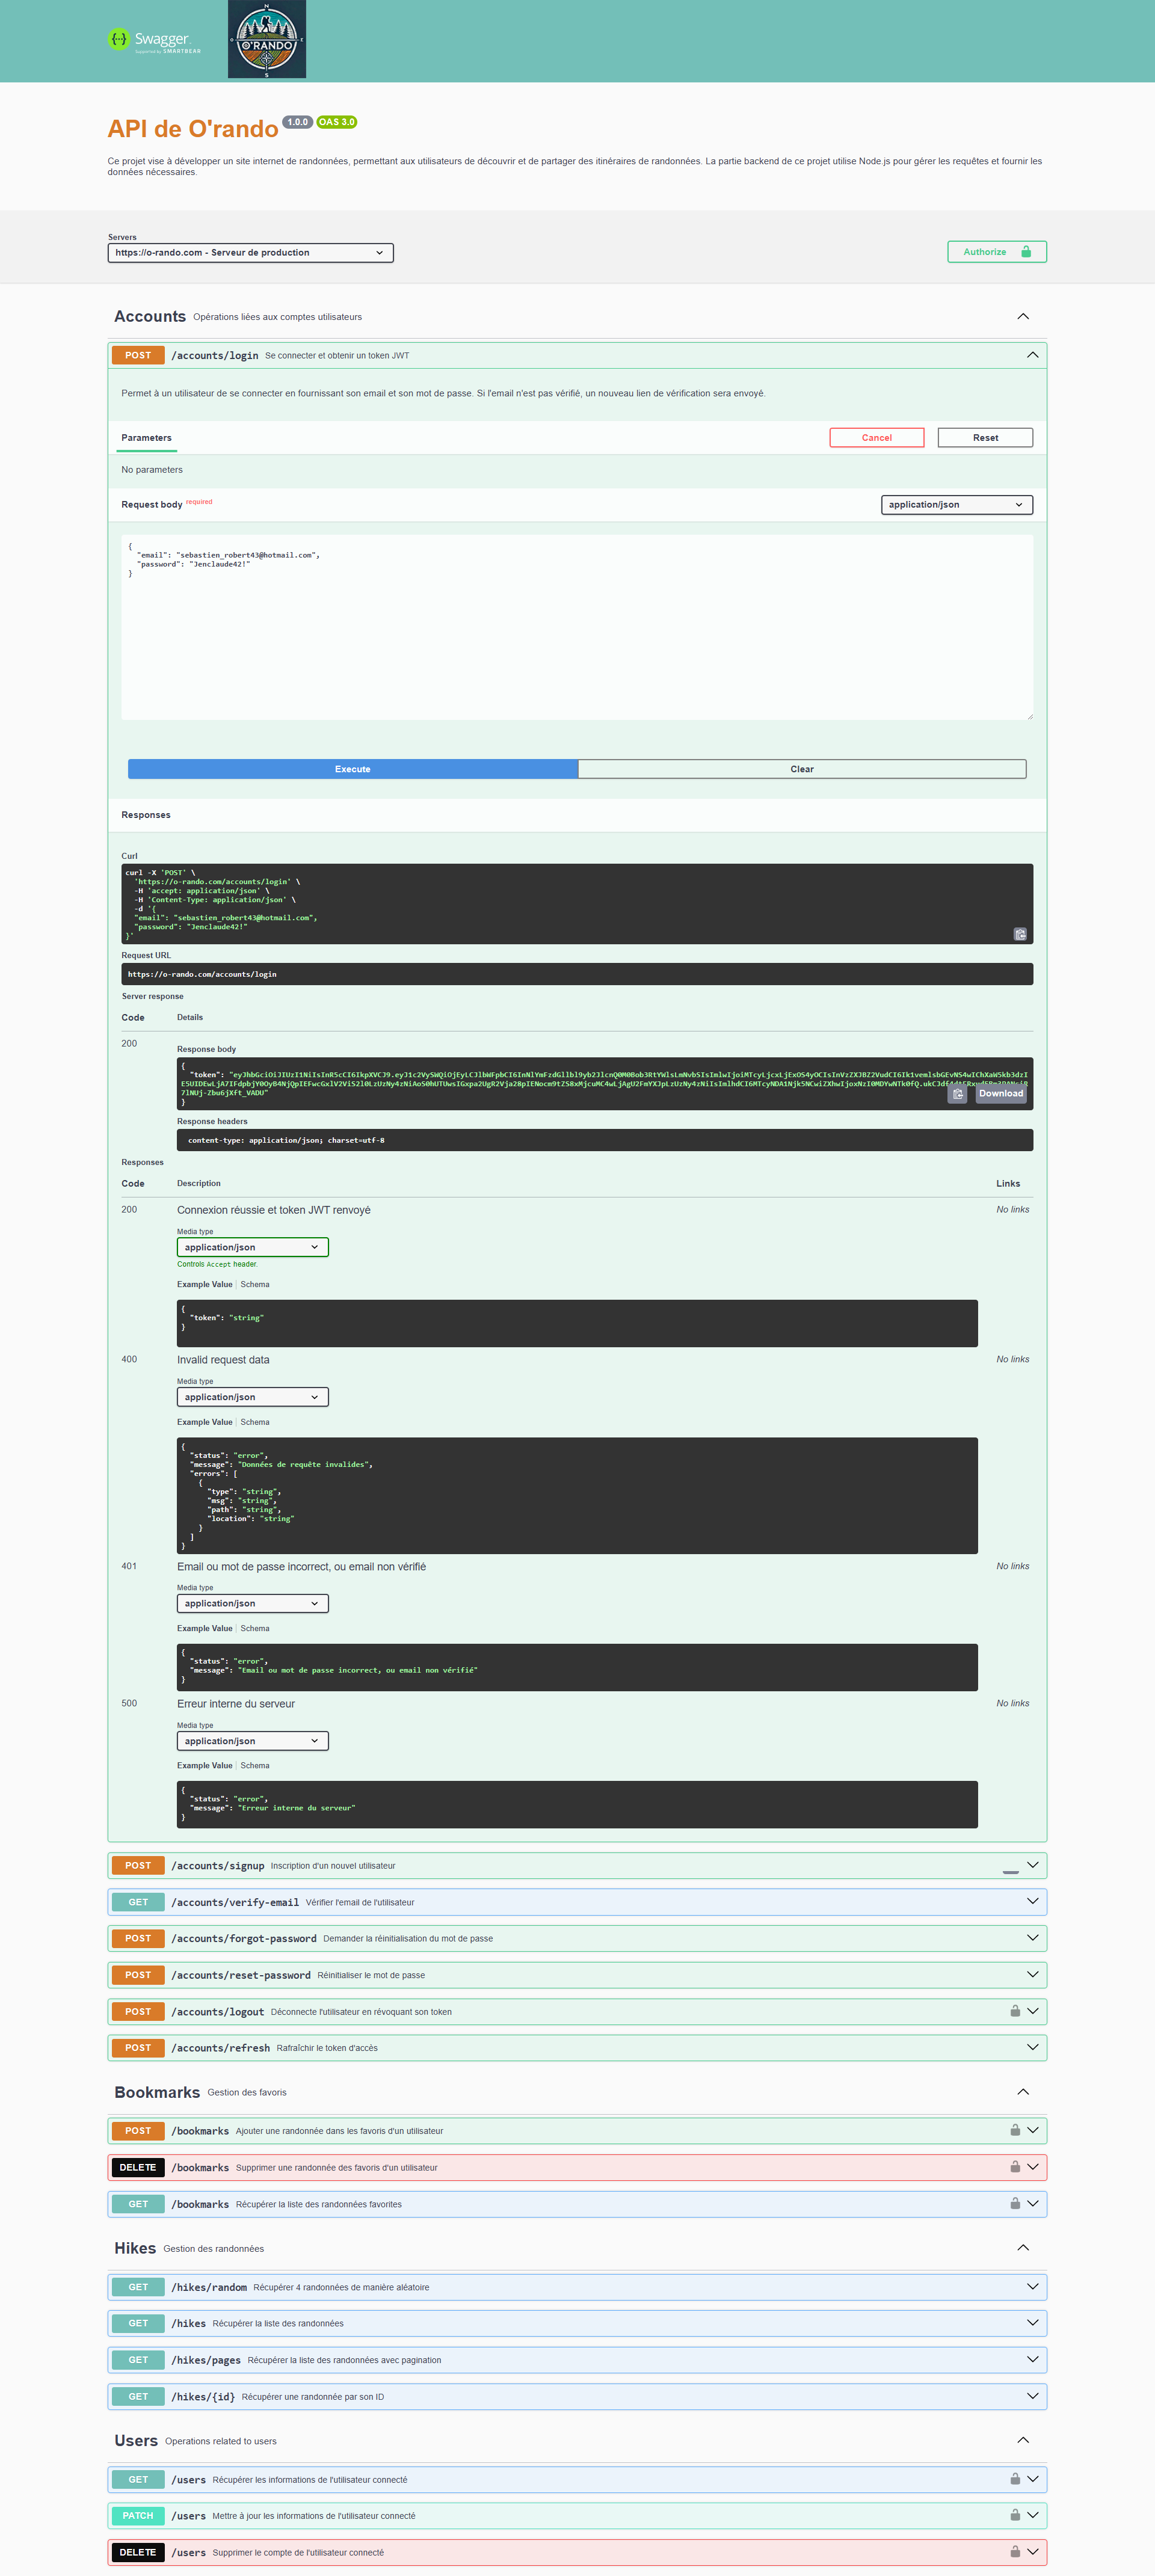 Swagger
Supported by SMARTBEAR
N
O'RANDO
O
E
S
API de O'rando 1.0.0 OAS 3.0
Ce projet vise à développer un site internet de randonnées, permettant aux utilisateurs de découvrir et de partager des itinéraires de randonnées. La partie backend de ce projet utilise Node.js pour gérer les requêtes et fournir les
données nécessaires.
Servers
https://o-rando.com - Serveur de production
Authorize
Accounts Opérations liées aux comptes utilisateurs
POST /accounts/login Se connecter et obtenir un token JWT
Permet à un utilisateur de se connecter en fournissant son email et son mot de passe. Si l'email n'est pas vérifié, un nouveau lien de vérification sera envoyé.
Parameters Cancel Reset
No parameters
Request body required application/json
{
"email": "sebastien_robert43@hotmail.com",
"password": "Jenclaude42!"
}
Execute Clear
Responses
Curl
curl -X 'POST' \
'https://o-rando.com/accounts/login' \
-H 'accept: application/json' \
-H 'Content-Type: application/json' \
-d '{
"email": "sebastien_robert43@hotmail.com",
"password": "Jenclaude42!"
}'
Request URL
https://o-rando.com/accounts/login
Server response
Code Details
200
Response body
{
"token":
}
Download
Response headers
content-type: application/json; charset=utf-8
Responses
Code Description Links
200 Connexion réussie et token JWT renvoyé No links
Media type
application/json
Controls Accept header.
Example Value Schema
{
"token": "string"
}
400 Invalid request data No links
Media type
application/json
Example Value Schema
{
"status": "error",
"message": "Données de requête invalides",
"errors": [
{
"type": "string",
"msg": "string",
"path": "string",
"location": "string"
}
]
}
401 Email ou mot de passe incorrect, ou email non vérifié No links
Media type
application/json
Example Value Schema
{
"status": "error",
"message": "Email ou mot de passe incorrect, ou email non vérifié"
}
500 Erreur interne du serveur No links
Media type
application/json
Example Value Schema
{
"status": "error",
"message": "Erreur interne du serveur"
}
POST /accounts/signup Inscription d'un nouvel utilisateur
GET /accounts/verify-email Vérifier l'email de l'utilisateur
POST /accounts/forgot-password Demander la réinitialisation du mot de passe
POST /accounts/reset-password Réinitialiser le mot de passe
POST /accounts/logout Déconnecte l'utilisateur en révoquant son token
POST /accounts/refresh Rafraîchir le token d'accès
Bookmarks Gestion des favoris
POST /bookmarks Ajouter une randonnée dans les favoris d'un utilisateur
DELETE /bookmarks Supprimer une randonnée des favoris d'un utilisateur
GET /bookmarks Récupérer la liste des randonnées favorites
Hikes Gestion des randonnées
GET /hikes/random Récupérer 4 randonnées de manière aléatoire
GET /hikes Récupérer la liste des randonnées
GET /hikes/pages Récupérer la liste des randonnées avec pagination
GET /hikes/{id} Récupérer une randonnée par son ID
Users Operations related to users
GET /users Récupérer les informations de l'utilisateur connecté
PATCH /users Mettre à jour les informations de l'utilisateur connecté
DELETE /users Supprimer le compte de l'utilisateur connecté